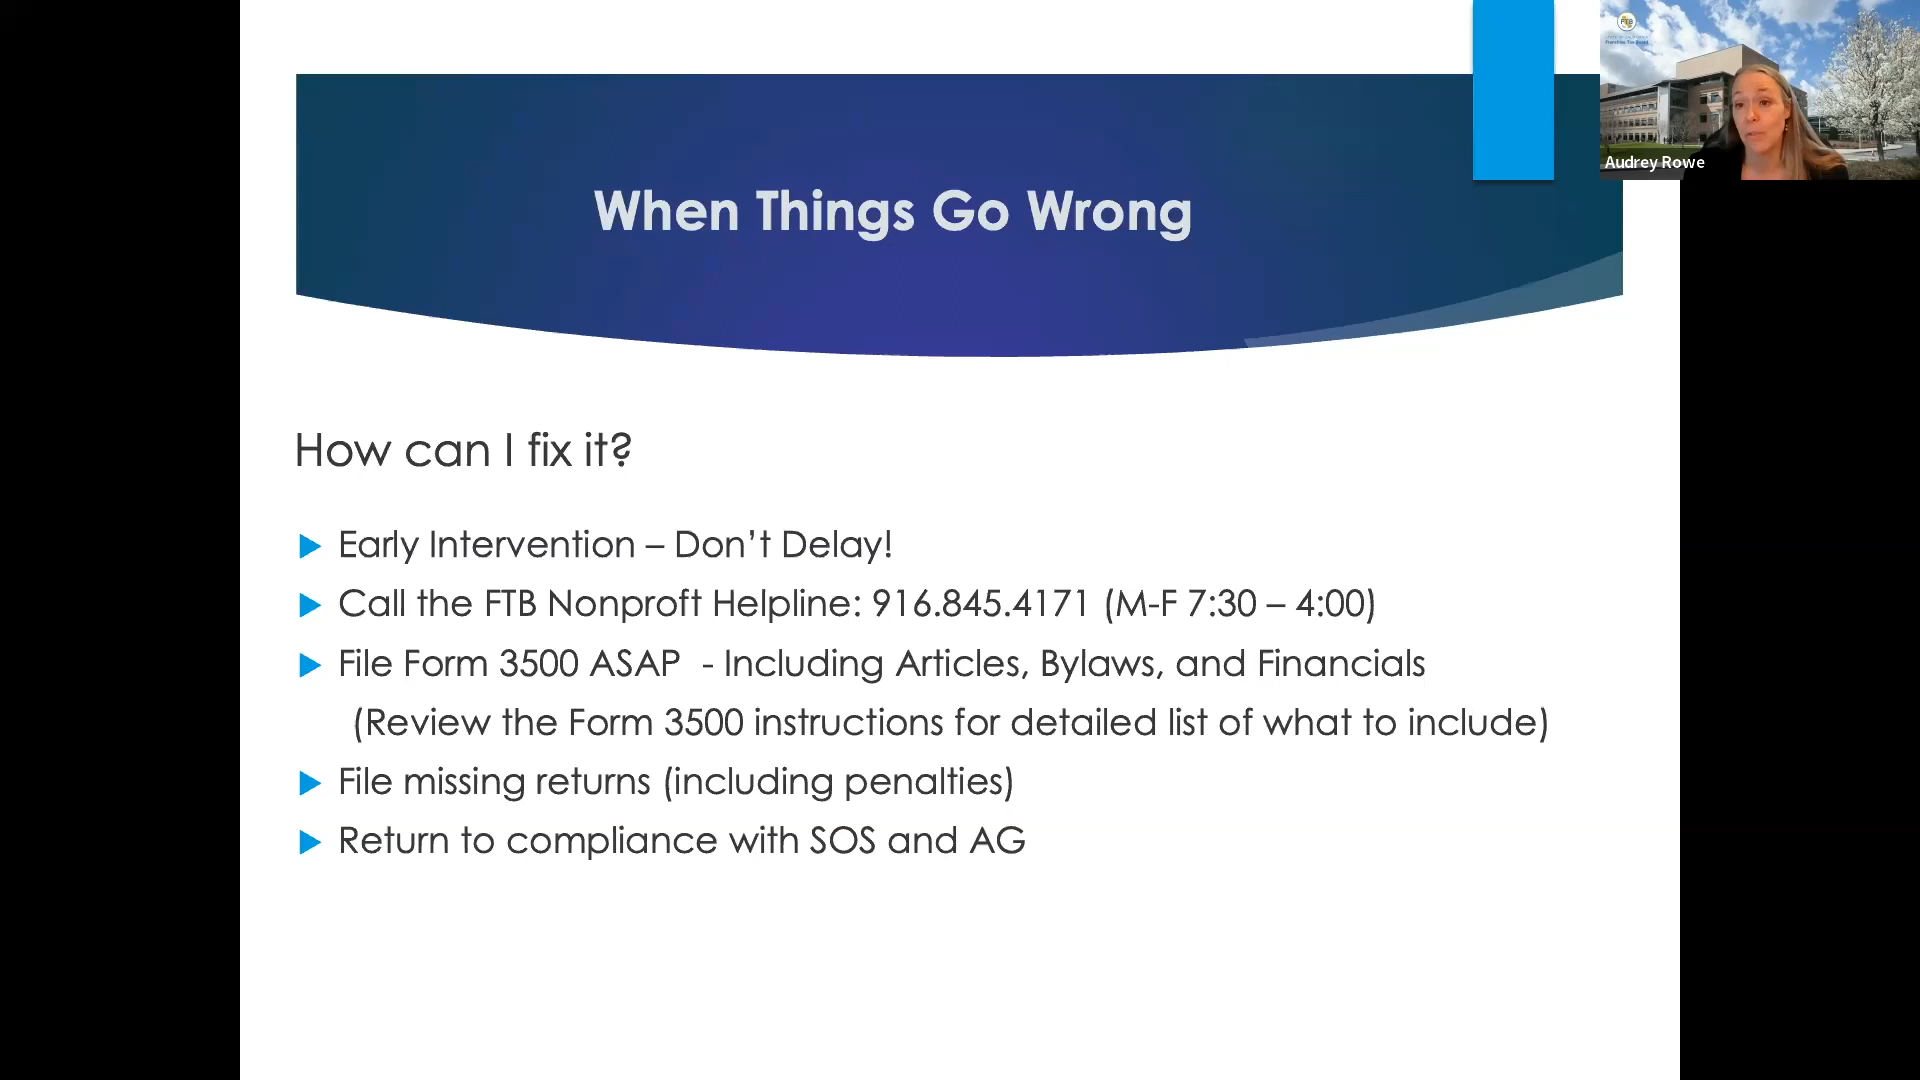 When Things Go Wrong
FTB
Audrey Rowe
How can I fix it?
Early Intervention – Don’t Delay!
Call the FTB Nonproft Helpline: 916.845.4171 (M-F 7:30 – 4:00)
File Form 3500 ASAP - Including Articles, Bylaws, and Financials
(Review the Form 3500 instructions for detailed list of what to include)
File missing returns (including penalties)
Return to compliance with SOS and AG